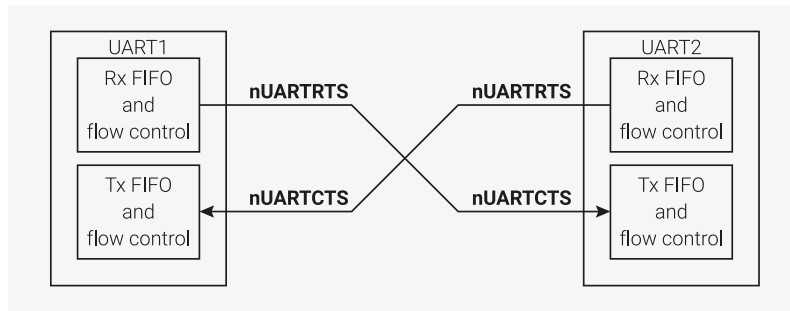 UART1
Rx FIFO
and
flow control
Tx FIFO
and
flow control
nUARTRTS
nUARTRTS
nUARTCTS
nUARTCTS
UART2
Rx FIFO
and
flow control
Tx FIFO
and
flow control